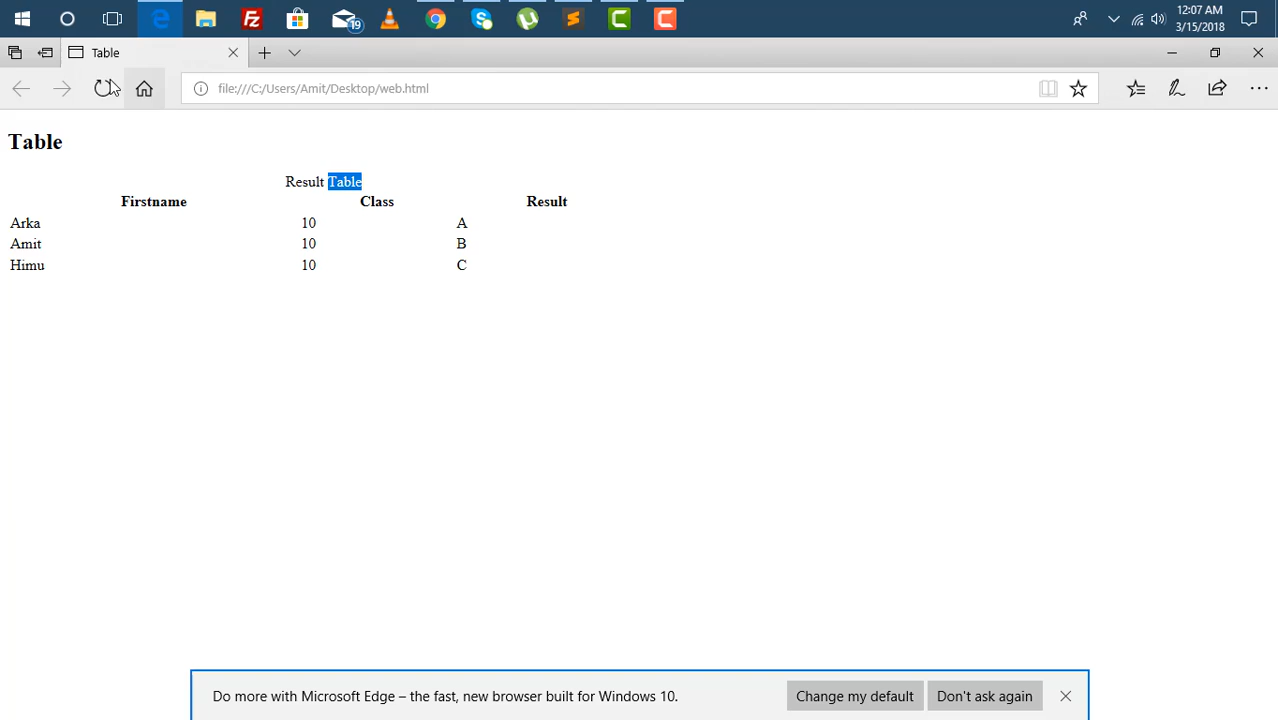 19
12:07 AM
3/15/2018
Table
file:///C:/Users/Amit/Desktop/web.html
Table
Result Table
Firstname Class Result
Arka 10 A
Amit 10 B
Himu 10 C
Do more with Microsoft Edge – the fast, new browser built for Windows 10. Change my default Don't ask again